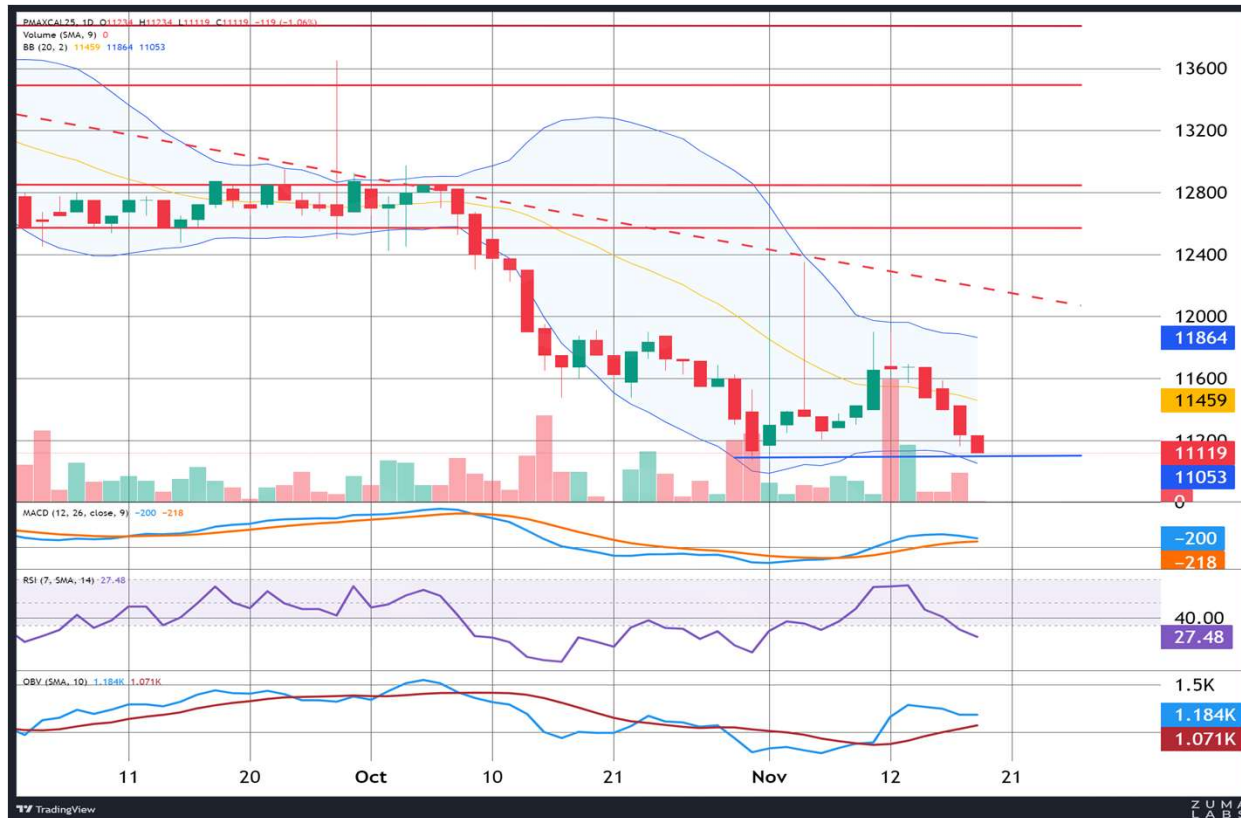 PMAXCAL25, 1D O11234 H11234 L11119 C11119 −119 (−1.06%)
Volume (SMA, 9) 0
BB (20, 2) 11459 11864 11053
13600
13200
12800
12400
12000
11864
11600
11459
11200
11119
11053
0
MACD (12, 26, close, 9) −200 −218
−200
−218
RSI (7, SMA, 14) 27.48
40.00
27.48
OBV (SMA, 10) 1.184K 1.071K
1.5K
1.184K
1.071K
11 20 Oct 10 21 Nov 12 21
TradingView
ZUMA
LABS